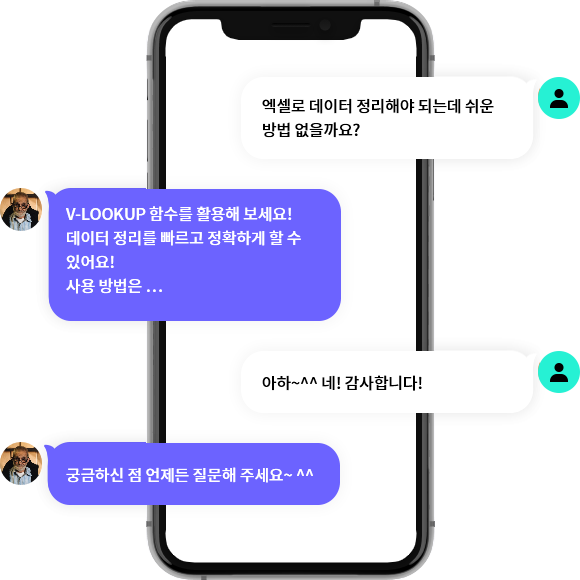 엑셀로 데이터 정리해야 되는데 쉬운
방법 없을까요?
V-LOOKUP 함수를 활용해 보세요!
데이터 정리를 빠르고 정확하게 할 수
있어요!
사용 방법은 ...
아하~^^ 네! 감사합니다!
궁금하신 점 언제든 질문해 주세요~ ^^